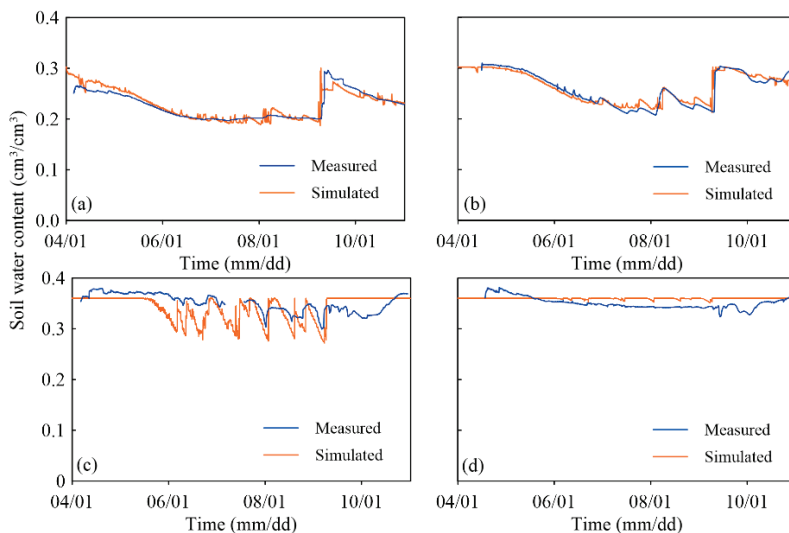 Soil water content (cm³/cm³)
0.4
0.3
0.2
0.1
0.0
Measured
Simulated
(a)
04/01 06/01 08/01 10/01
Time (mm/dd)
Measured
Simulated
(b)
04/01 06/01 08/01 10/01
Time (mm/dd)
0.4
0.3
0.2
0.1
0
Measured
Simulated
(c)
04/01 06/01 08/01 10/01
Time (mm/dd)
Measured
Simulated
(d)
04/01 06/01 08/01 10/01
Time (mm/dd)